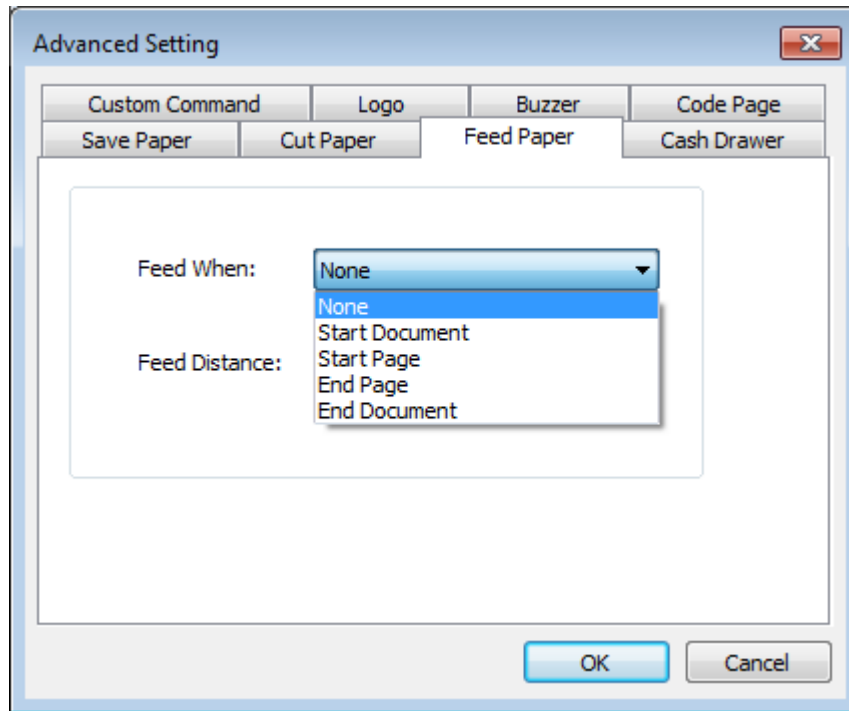 Advanced Setting
Custom Command Logo Buzzer Code Page
Save Paper Cut Paper Feed Paper Cash Drawer
Feed When: None
None
Start Document
Feed Distance: Start Page
End Page
End Document
OK Cancel